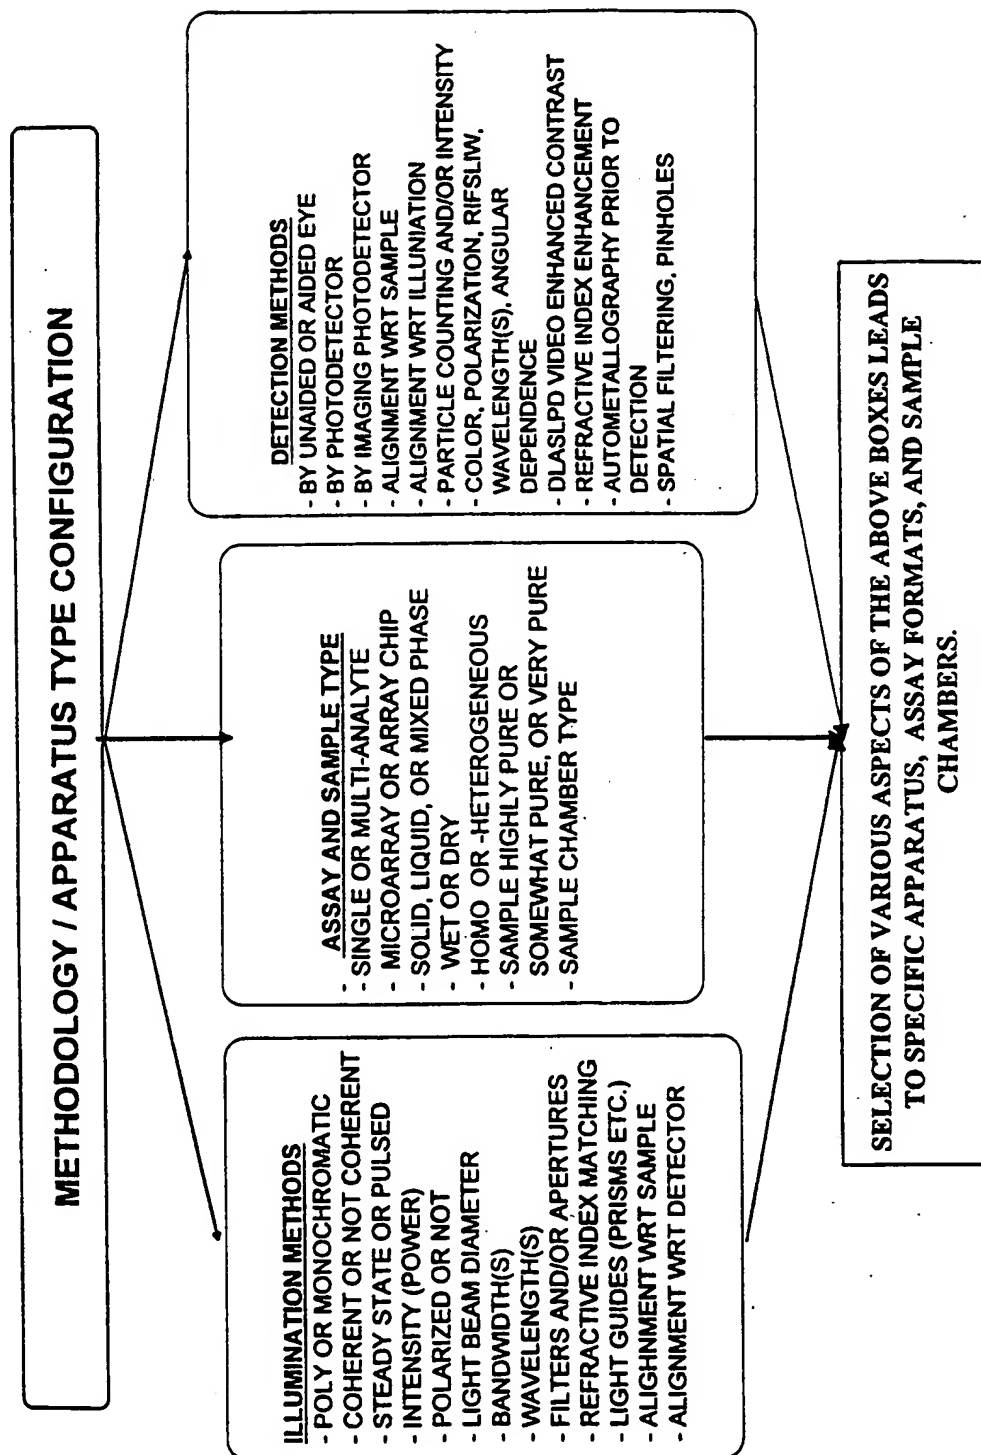 METHODOLOGY / APPARATUS TYPE CONFIGURATION
ILLUMINATION METHODS
- POLY OR MONOCHROMATIC
- COHERENT OR NOT COHERENT
- STEADY STATE OR PULSED
- INTENSITY (POWER)
- POLARIZED OR NOT
- LIGHT BEAM DIAMETER
- BANDWIDTH(S)
- WAVELENGTH(S)
- FILTERS AND/OR APERTURES
- REFRACTIVE INDEX MATCHING
- LIGHT GUIDES (PRISMS ETC.)
- ALIGHNMENT WRT SAMPLE
- ALIGNMENT WRT DETECTOR
ASSAY AND SAMPLE TYPE
- SINGLE OR MULTI-ANALYTE
- MICROARRAY OR ARRAY CHIP
- SOLID, LIQUID, OR MIXED PHASE
- WET OR DRY
- HOMO OR -HETEROGENEOUS
- SAMPLE HIGHLY PURE OR
SOMEWHAT PURE, OR VERY PURE
- SAMPLE CHAMBER TYPE
DETECTION METHODS
- BY UNAIDED OR AIDED EYE
- BY PHOTODETECTOR
- BY IMAGING PHOTODETECTOR
- ALIGNMENT WRT SAMPLE
- ALIGNMENT WRT ILLUNIATION
- PARTICLE COUNTING AND/OR INTENSITY
- COLOR, POLARIZATION, RIFSLIW,
WAVELENGTH(S), ANGULAR
DEPENDENCE
- DLASLPD VIDEO ENHANCED CONTRAST
- REFRACTIVE INDEX ENHANCEMENT
- AUTOMETALLOGRAPHY PRIOR TO
DETECTION
- SPATIAL FILTERING, PINHOLES
SELECTION OF VARIOUS ASPECTS OF THE ABOVE BOXES LEADS
TO SPECIFIC APPARATUS, ASSAY FORMATS, AND SAMPLE
CHAMBERS.